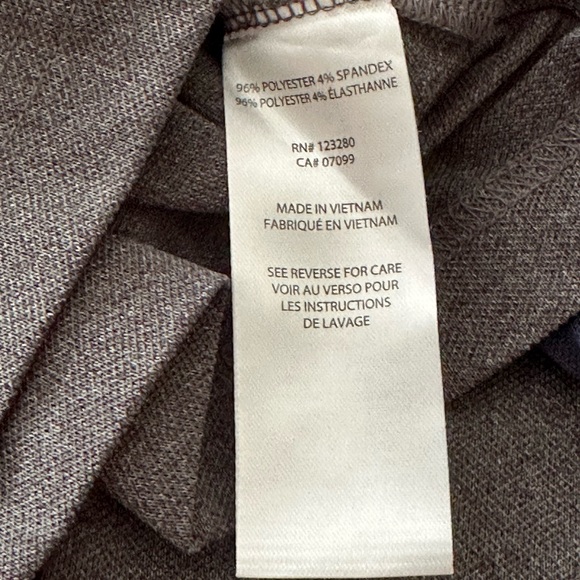 96% POLYESTER 4% SPANDEX
96% POLYESTER 4% ÉLASTHANNE
RN# 123280
CA# 07099
MADE IN VIETNAM
FABRIQUÉ EN VIETNAM
SEE REVERSE FOR CARE
VOIR AU VERSO POUR
LES INSTRUCTIONS
DE LAVAGE